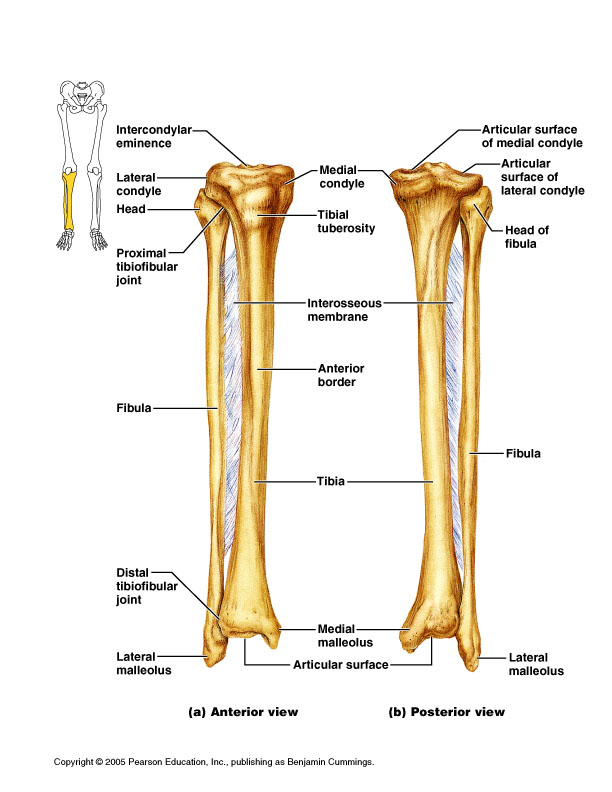 Intercondylar
eminence
Lateral
condyle
Head
Proximal
tibiofibular
joint
Fibula
Distal
tibiofibular
joint
Lateral
malleolus
Medial
condyle
Tibial
tuberosity
Interosseous
membrane
Anterior
border
Tibia
Medial
malleolus
Articular surface
Articular surface
of medial condyle
Articular
surface of
lateral condyle
Head of
fibula
Fibula
Lateral
malleolus
(a) Anterior view
(b) Posterior view
Copyright © 2005 Pearson Education, Inc., publishing as Benjamin Cummings.